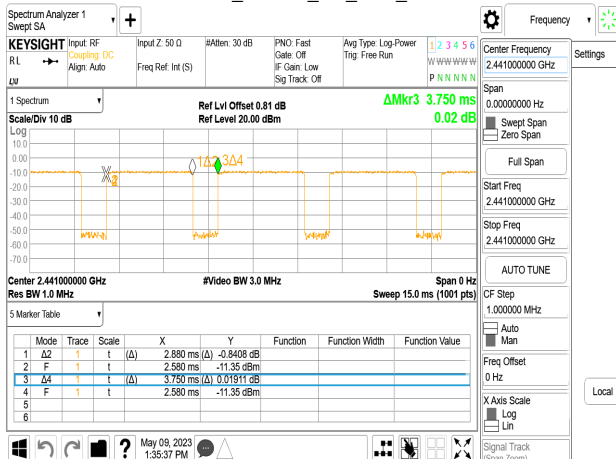 Spectrum Analyzer 1
Swept SA
Frequency
KEYSIGHT
RL
LXI
Input: RF
Coupling: DC
Align: Auto
Input Z: 50 Ω
Freq Ref: Int (S)
#Atten: 30 dB
PNO: Fast
Gate: Off
IF Gain: Low
Sig Track: Off
Avg Type: Log-Power
Trig: Free Run
1 2 3 4 5 6
W W W W W W
P N N N N N
Center Frequency
2.441000000 GHz
Settings
1 Spectrum
Scale/Div 10 dB
Ref Lvl Offset 0.81 dB
Ref Level 20.00 dBm
ΔMkr3 3.750 ms
0.02 dB
Span
0.00000000 Hz
Swept Span
Zero Span
Full Span
Start Freq
2.441000000 GHz
Stop Freq
2.441000000 GHz
AUTO TUNE
CF Step
1.000000 MHz
Auto
Man
Freq Offset
0 Hz
X Axis Scale
Log
Lin
Local
Signal Track
(Span Zoom)
Log
10.0
0.00
-10.0
-20.0
-30.0
-40.0
-50.0
-60.0
-70.0
1Δ2
3Δ4
Center 2.441000000 GHz
#Video BW 3.0 MHz
Span 0 Hz
Res BW 1.0 MHz
Sweep 15.0 ms (1001 pts)
5 Marker Table
Mode Trace Scale X Y Function Function Width Function Value
1 Δ2 1 t (Δ) 2.880 ms (Δ) -0.8408 dB
2 F 1 t 2.580 ms -11.35 dBm
3 Δ4 1 t (Δ) 3.750 ms (Δ) 0.01911 dB
4 F 1 t 2.580 ms -11.35 dBm
5
6
?
May 09, 2023
1:35:37 PM